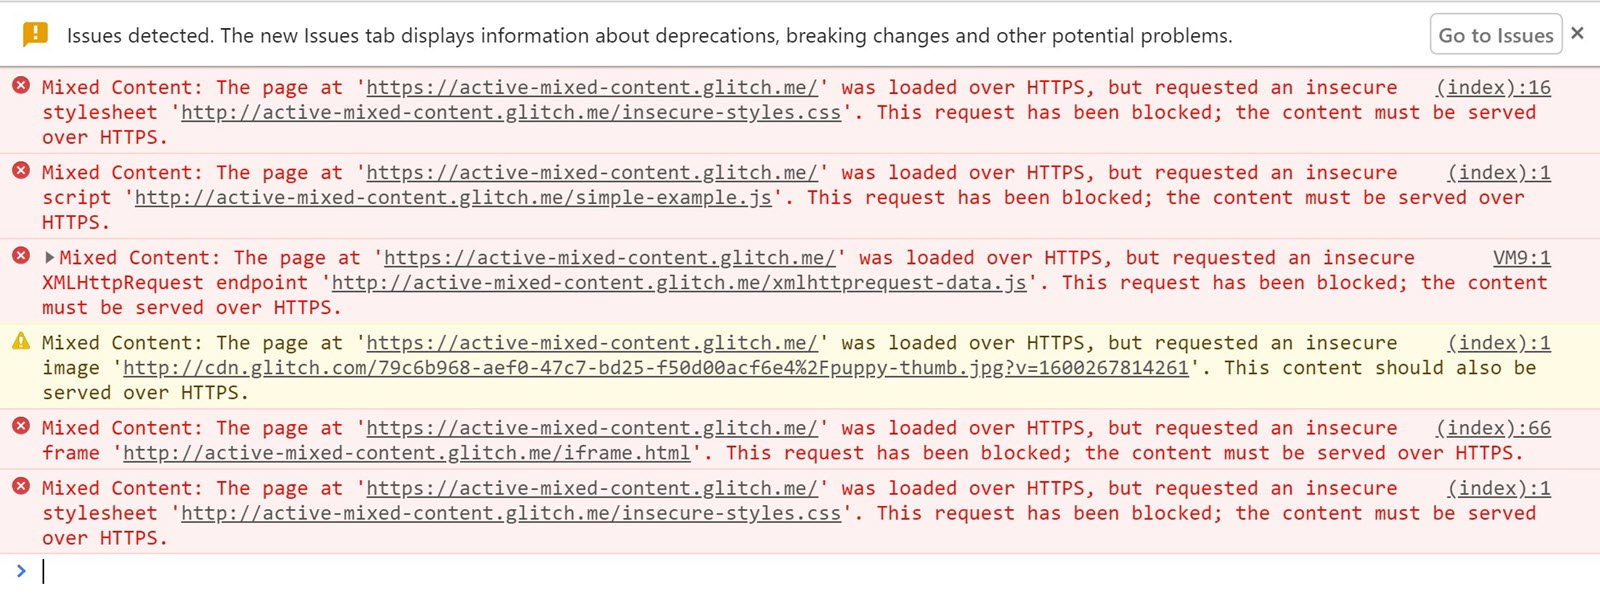 Issues detected. The new Issues tab displays information about deprecations, breaking changes and other potential problems. Go to Issues ×
Mixed Content: The page at 'https://active-mixed-content.glitch.me/' was loaded over HTTPS, but requested an insecure (index):16
stylesheet 'http://active-mixed-content.glitch.me/insecure-styles.css'. This request has been blocked; the content must be served
over HTTPS.
Mixed Content: The page at 'https://active-mixed-content.glitch.me/' was loaded over HTTPS, but requested an insecure (index):1
script 'http://active-mixed-content.glitch.me/simple-example.js'. This request has been blocked; the content must be served over
HTTPS.
Mixed Content: The page at 'https://active-mixed-content.glitch.me/' was loaded over HTTPS, but requested an insecure VM9:1
XMLHttpRequest endpoint 'http://active-mixed-content.glitch.me/xmlhttprequest-data.js'. This request has been blocked; the content
must be served over HTTPS.
Mixed Content: The page at 'https://active-mixed-content.glitch.me/' was loaded over HTTPS, but requested an insecure (index):1
image 'http://cdn.glitch.com/79c6b968-aef0-47c7-bd25-f50d00acf6e4%2Fpuppy-thumb.jpg?v=1600267814261'. This content should also be
served over HTTPS.
Mixed Content: The page at 'https://active-mixed-content.glitch.me/' was loaded over HTTPS, but requested an insecure (index):66
frame 'http://active-mixed-content.glitch.me/iframe.html'. This request has been blocked; the content must be served over HTTPS.
Mixed Content: The page at 'https://active-mixed-content.glitch.me/' was loaded over HTTPS, but requested an insecure (index):1
stylesheet 'http://active-mixed-content.glitch.me/insecure-styles.css'. This request has been blocked; the content must be served
over HTTPS.